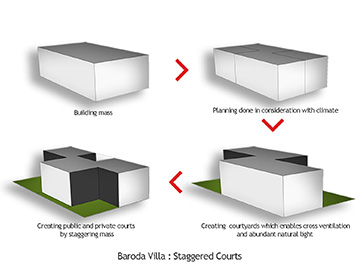 Building mass
Planning done in consideration with climate
Creating public and private courts
by staggering mass
Creating courtyards which enables cross ventilation
and abundant natural light
Baroda Villa : Staggered Courts